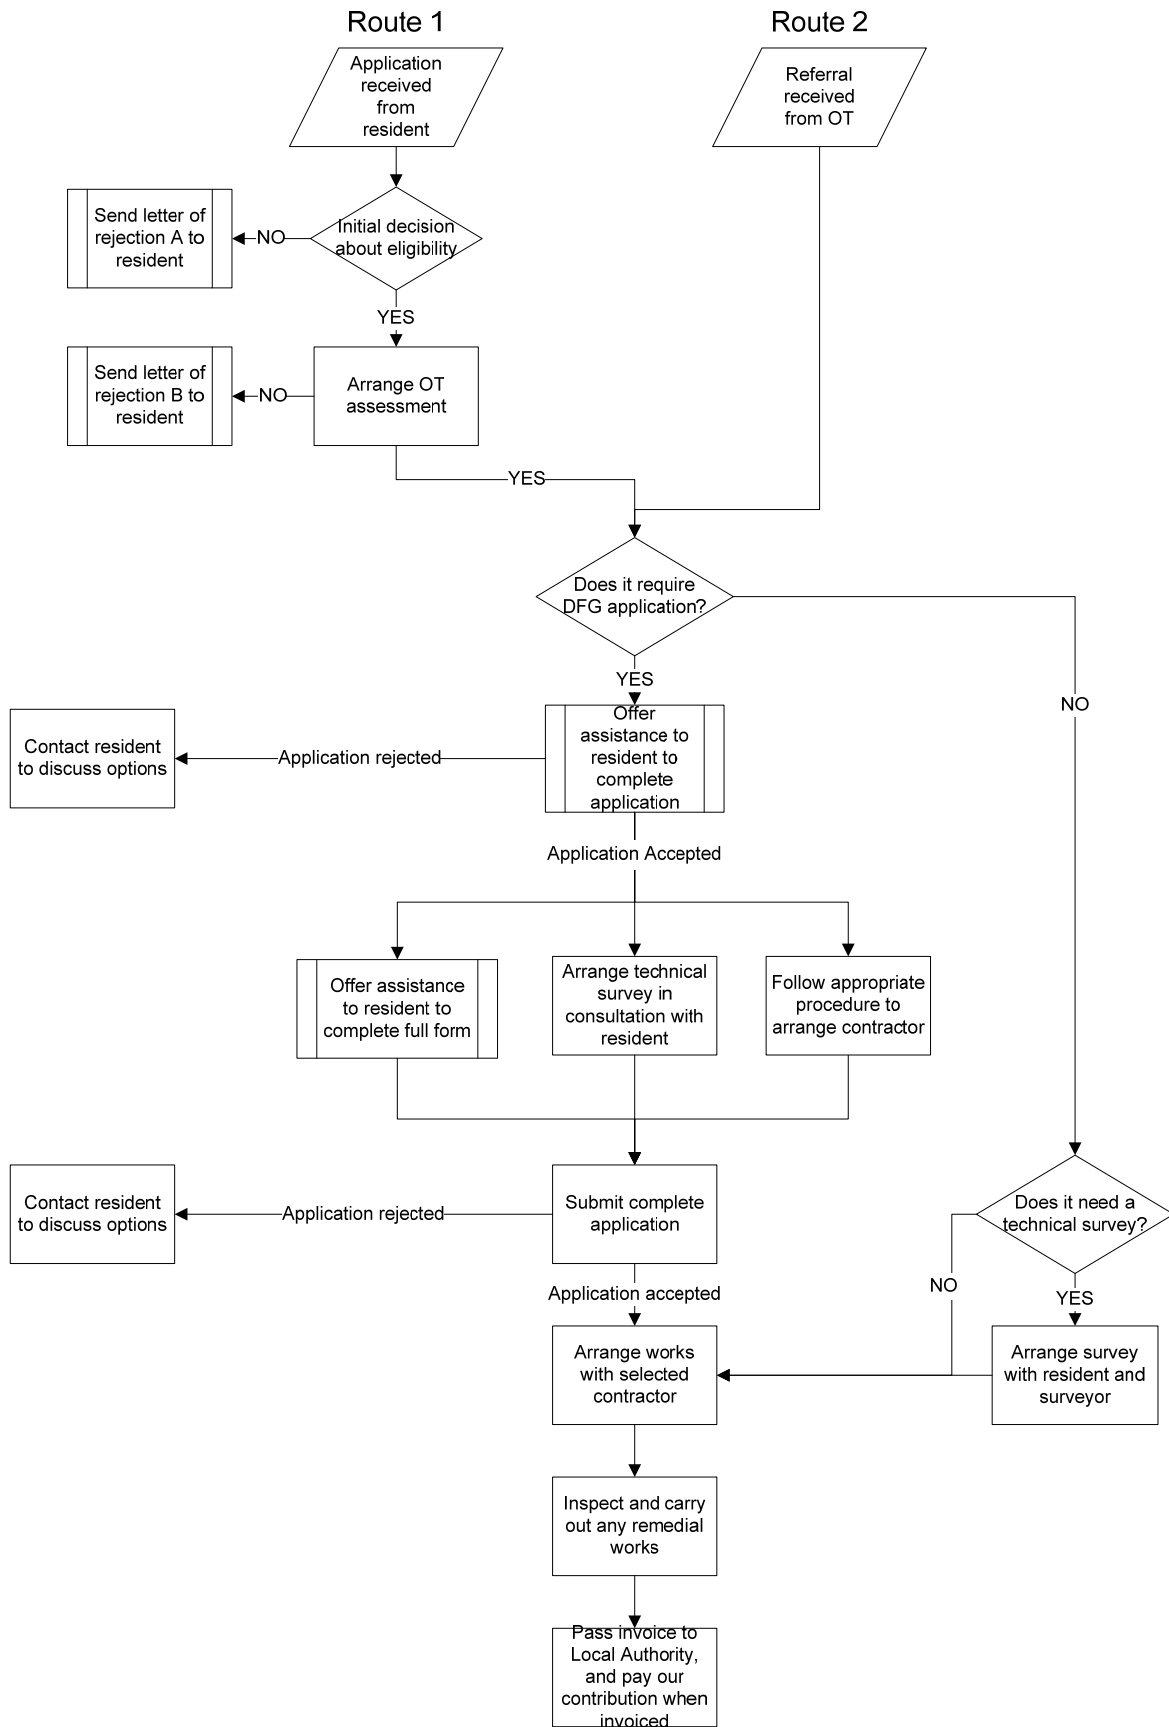 Route 1
Route 2
Application
received
from
resident
Referral
received
from OT
Send letter of
rejection A to
resident
NO
Initial decision
about eligibility
YES
Send letter of
rejection B to
resident
NO
Arrange OT
assessment
YES
Does it require
DFG application?
YES
NO
Contact resident
to discuss options
Application rejected
Offer
assistance to
resident to
complete
application
Application Accepted
Offer assistance
to resident to
complete full form
Arrange technical
survey in
consultation with
resident
Follow appropriate
procedure to
arrange contractor
Contact resident
to discuss options
Application rejected
Submit complete
application
Does it need a
technical survey?
NO
YES
Application accepted
Arrange works
with selected
contractor
Arrange survey
with resident and
surveyor
Inspect and carry
out any remedial
works
Pass invoice to
Local Authority,
and pay our
contribution when
invoiced